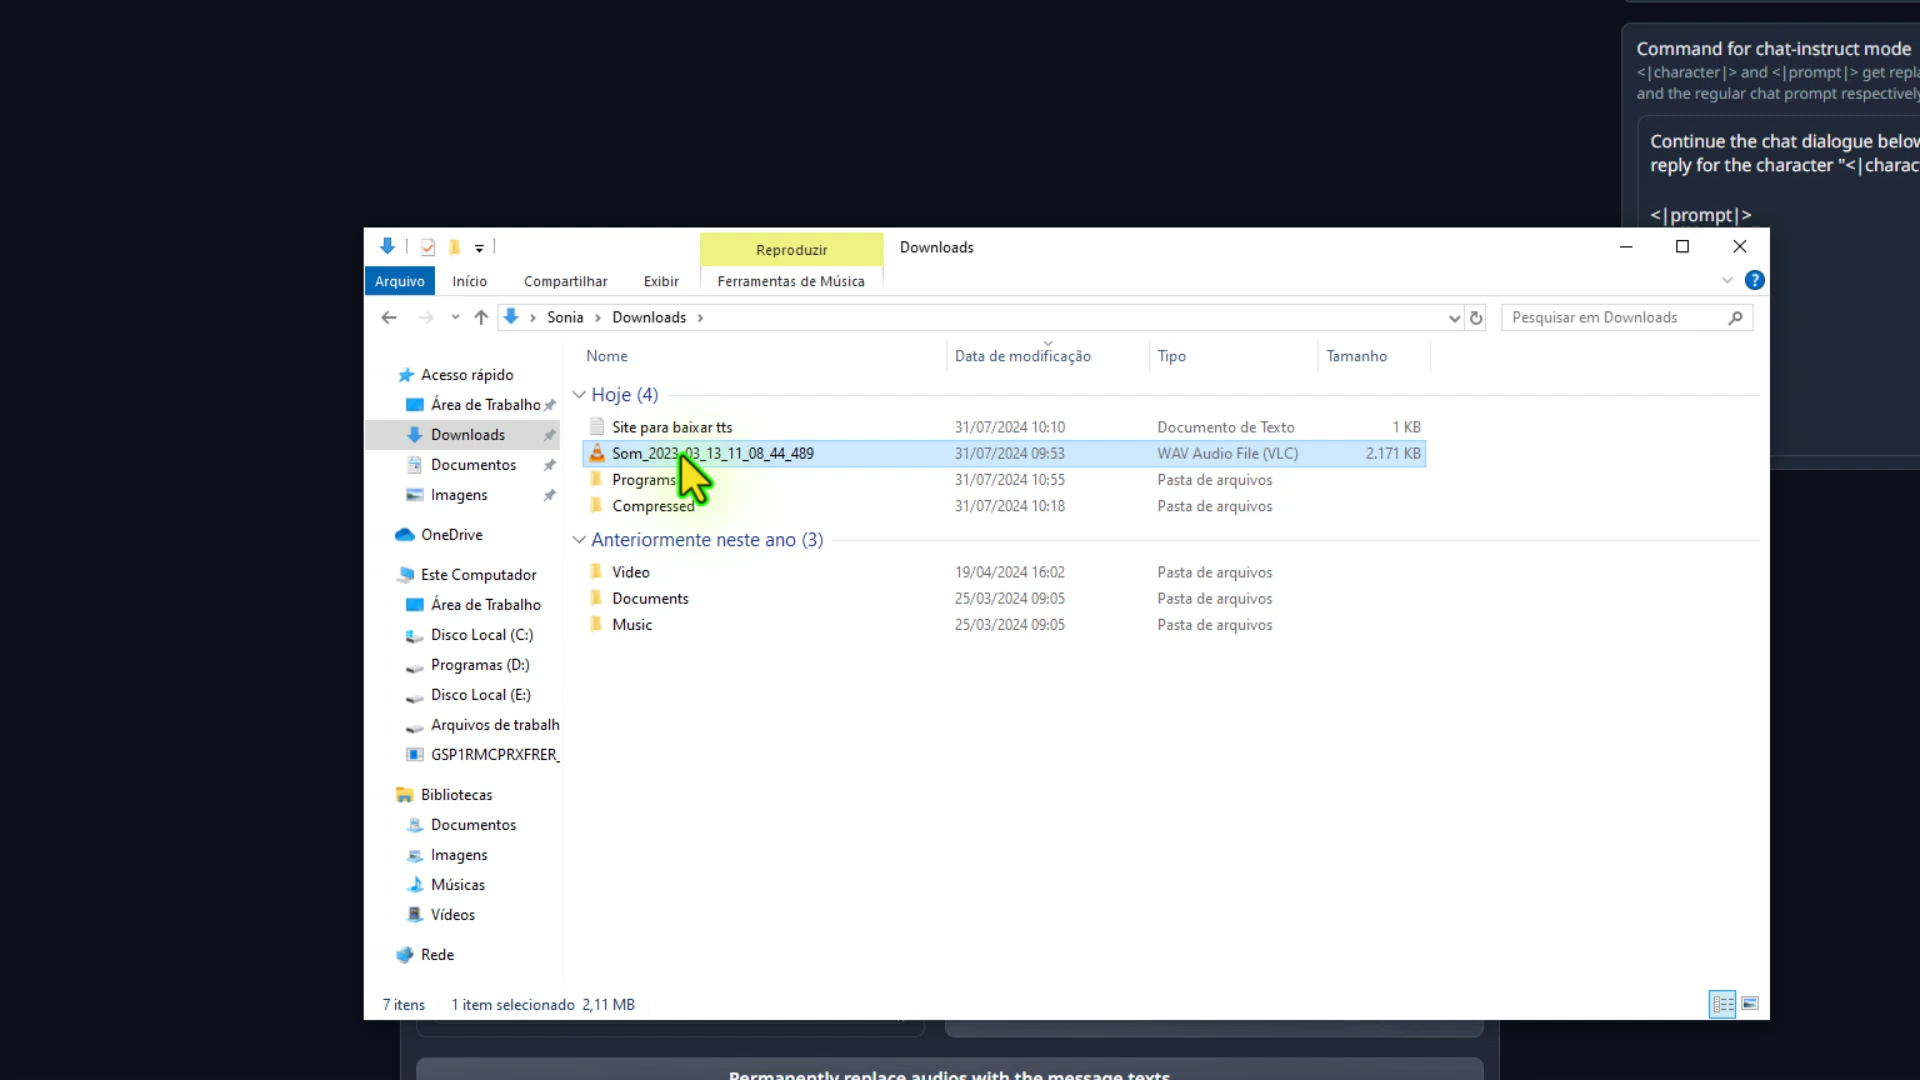 Command for chat-instruct mode
<|character|> and <|prompt|> get
and the regular chat prompt respectively
Continue the chat dialogue below
reply for the character "<|charac
<|prompt|>
Reproduzir
Downloads
Arquivo
Início
Compartilhar
Exibir
Ferramentas de Música
Sonia
Downloads
Pesquisar em Downloads
Nome
Data de modificação
Tipo
Tamanho
Hoje (4)
Site para baixar tts 31/07/2024 10:10 Documento de Texto 1 KB
Som_2023_03_13_11_08_44_489 31/07/2024 09:53 WAV Audio File (VLC) 2.171 KB
Programs 31/07/2024 10:55 Pasta de arquivos
Compressed 31/07/2024 10:18 Pasta de arquivos
Anteriormente neste ano (3)
Video 19/04/2024 16:02 Pasta de arquivos
Documents 25/03/2024 09:05 Pasta de arquivos
Music 25/03/2024 09:05 Pasta de arquivos
Acesso rápido
Área de Trabalho
Downloads
Documentos
Imagens
OneDrive
Este Computador
Área de Trabalho
Disco Local (C:)
Programas (D:)
Disco Local (E:)
Arquivos de trabalh
GSP1RMCPRXFRER_
Bibliotecas
Documentos
Imagens
Músicas
Vídeos
Rede
7 itens
1 item selecionado 2,11 MB
Permanently replace audios with the message texts